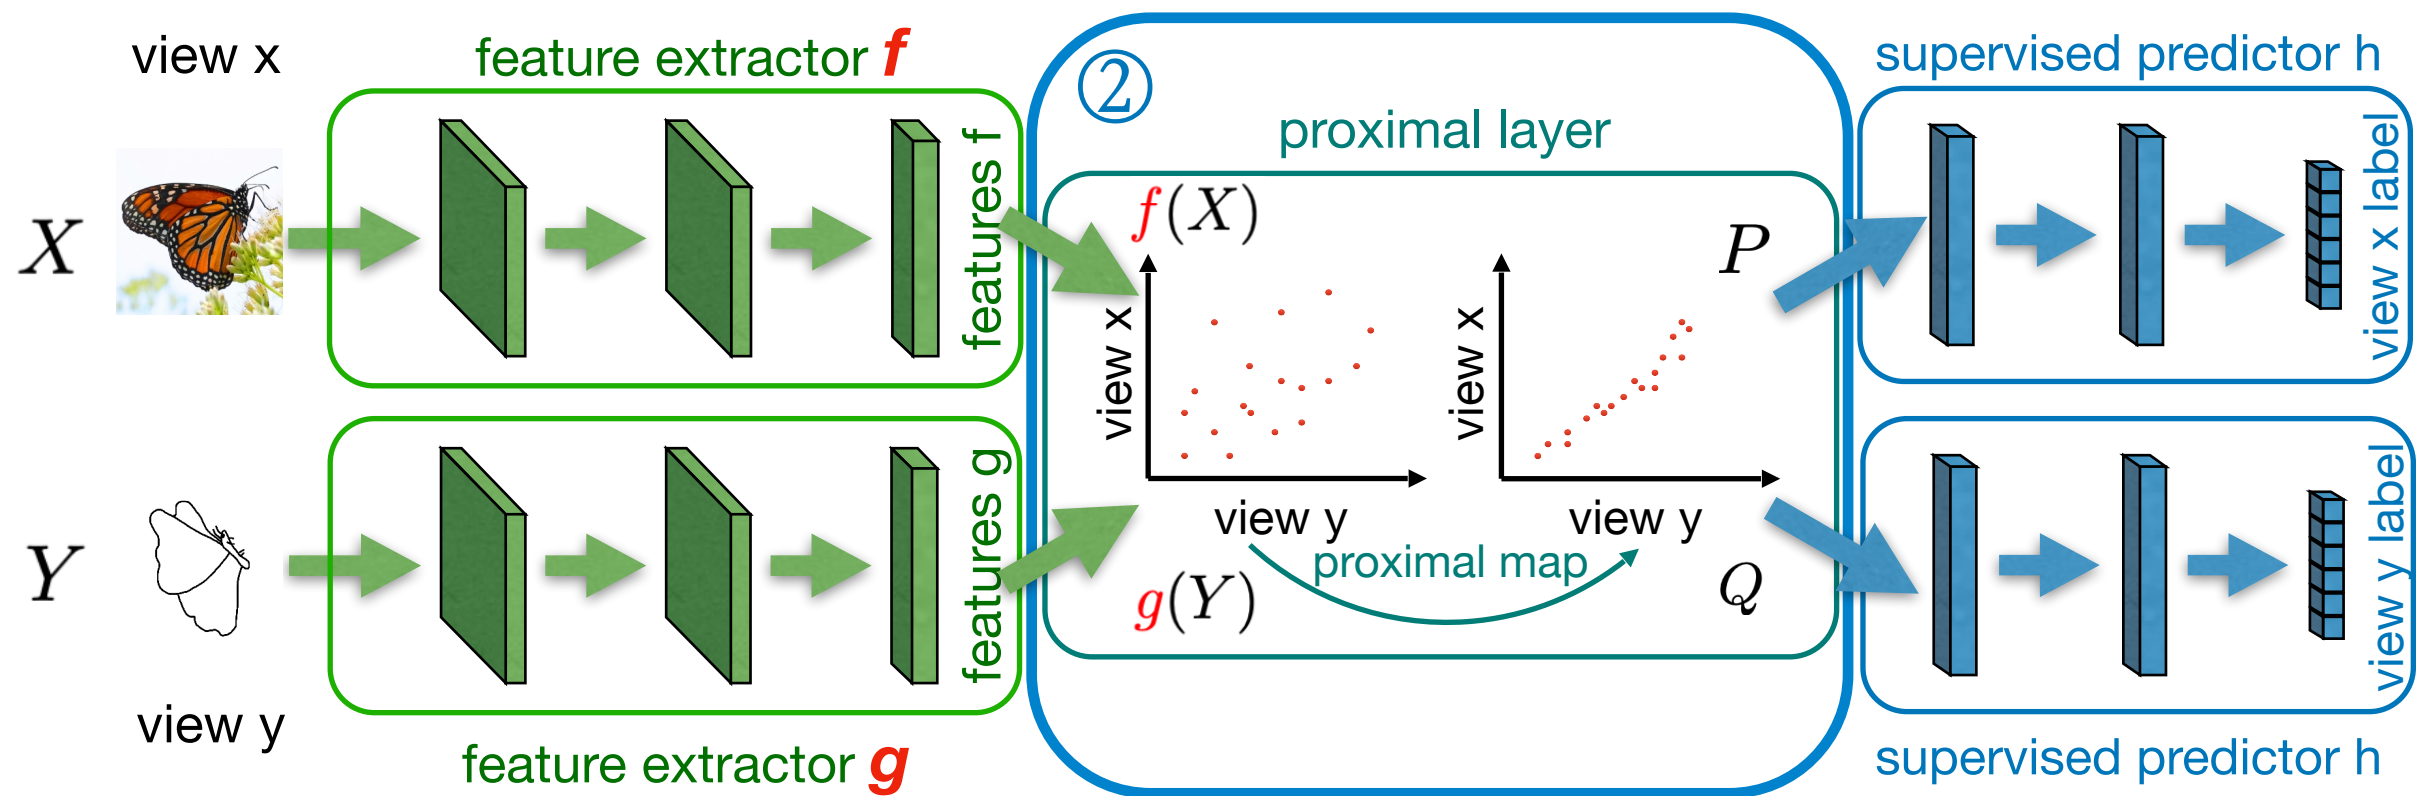 view x
feature extractor f
②
supervised predictor h
proximal layer
X
features f
f(X)
view x
view y
view x
view y
P
view x label
proximal map
Y
features g
g(Y)
Q
view y label
view y
feature extractor g
supervised predictor h